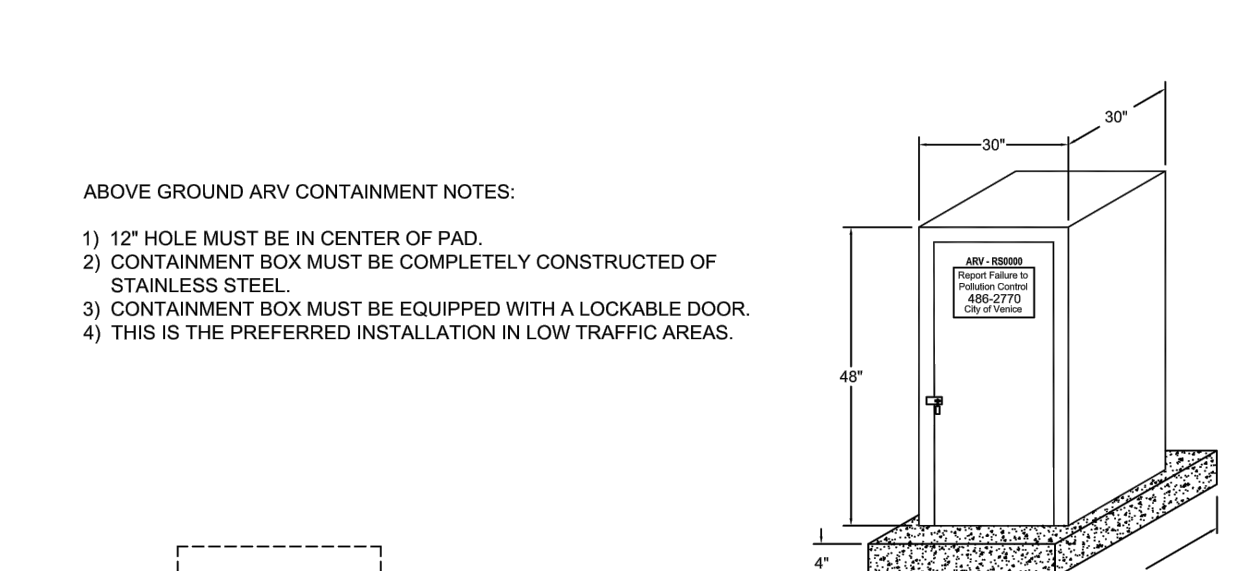 30"
30"
ABOVE GROUND ARV CONTAINMENT NOTES:
1) 12" HOLE MUST BE IN CENTER OF PAD.
2) CONTAINMENT BOX MUST BE COMPLETELY CONSTRUCTED OF
STAINLESS STEEL.
3) CONTAINMENT BOX MUST BE EQUIPPED WITH A LOCKABLE DOOR.
4) THIS IS THE PREFERRED INSTALLATION IN LOW TRAFFIC AREAS.
ARV - RS0000
Report Failure to
Pollution Control
486-2770
City of Venice
48"
4"